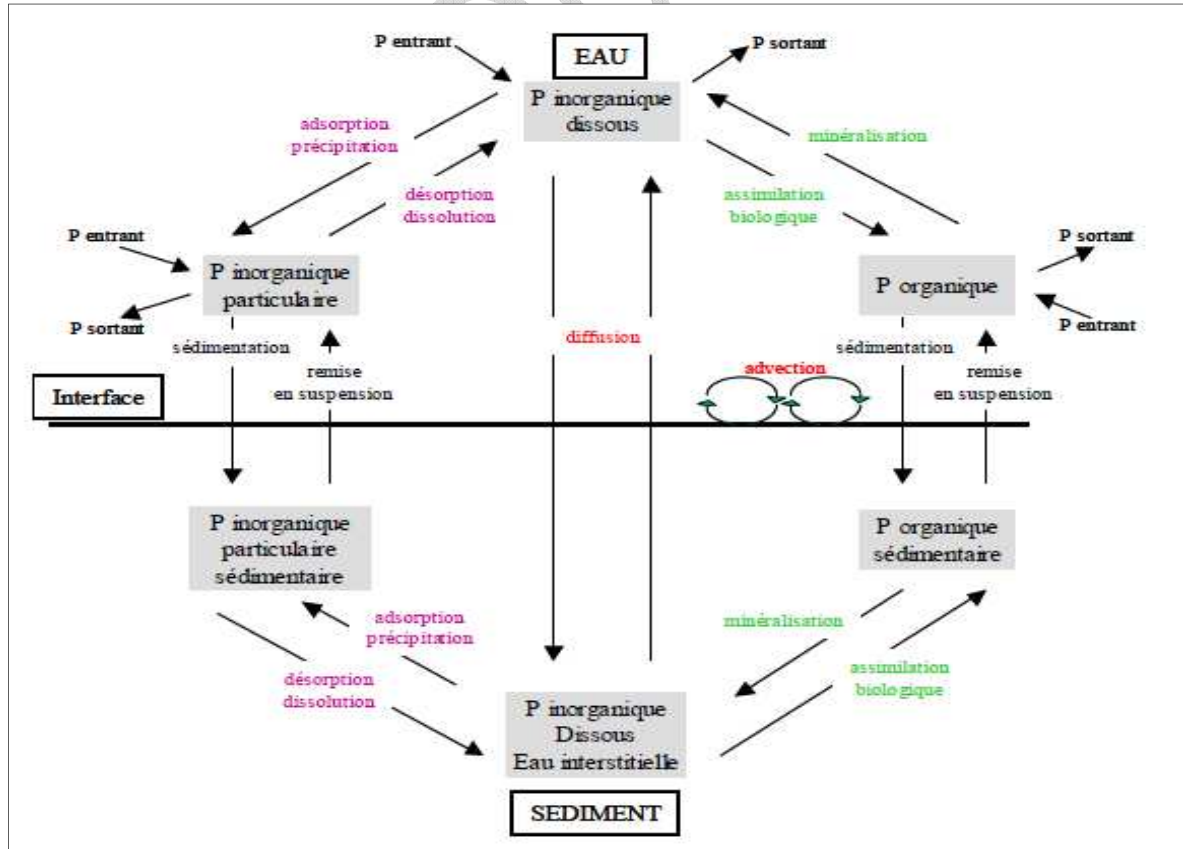 P entrant
EAU
P sortant
P inorganique
dissous
adsorption
précipitation
minéralisation
désorption
dissolution
assimilation
biologique
P entrant
P sortant
P inorganique
particulaire
P organique
P sortant
P entrant
sédimentation
diffusion
sédimentation
remise
en suspension
advection
remise
en suspension
Interface
P inorganique
particulaire
sédimentaire
P organique
sédimentaire
adsorption
précipitation
minéralisation
désorption
dissolution
assimilation
biologique
P inorganique
Dissous
Eau interstitielle
SEDIMENT